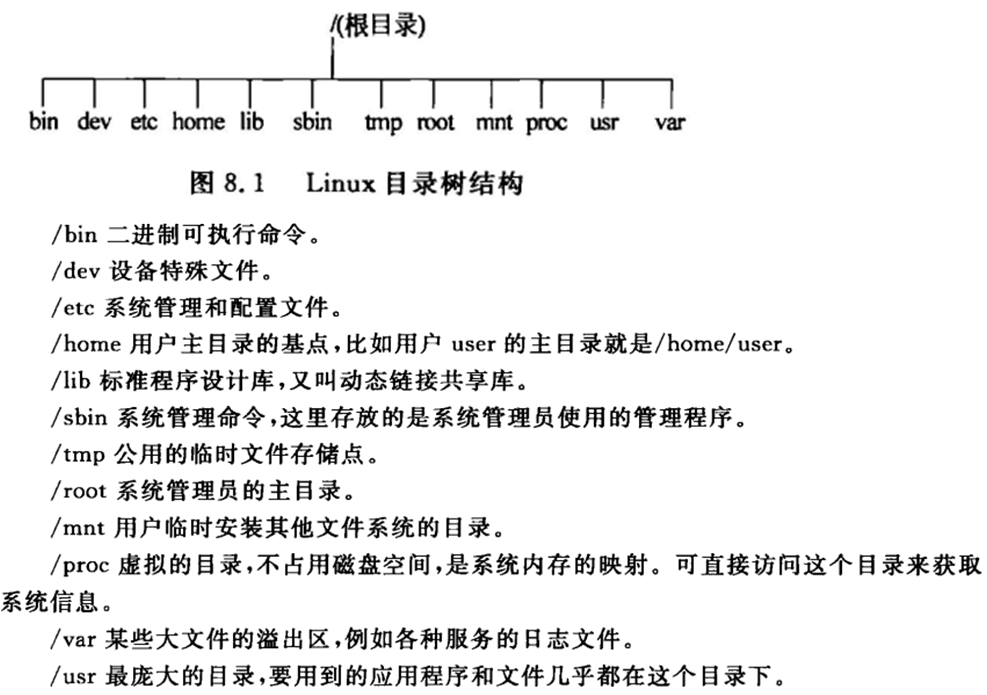 /(根目录)
bin dev etc home lib sbin tmp root mnt proc usr var
图 8.1 Linux 目录树结构
/bin 二进制可执行命令。
/dev 设备特殊文件。
/etc 系统管理和配置文件。
/home 用户主目录的基点,比如用户 user 的主目录就是/home/user。
/lib 标准程序设计库,又叫动态链接共享库。
/sbin 系统管理命令,这里存放的是系统管理员使用的管理程序。
/tmp 公用的临时文件存储点。
/root 系统管理员的主目录。
/mnt 用户临时安装其他文件系统的目录。
/proc 虚拟的目录,不占用磁盘空间,是系统内存的映射。可直接访问这个目录来获取
系统信息。
/var 某些大文件的溢出区,例如各种服务的日志文件。
/usr 最庞大的目录,要用到的应用程序和文件几乎都在这个目录下。